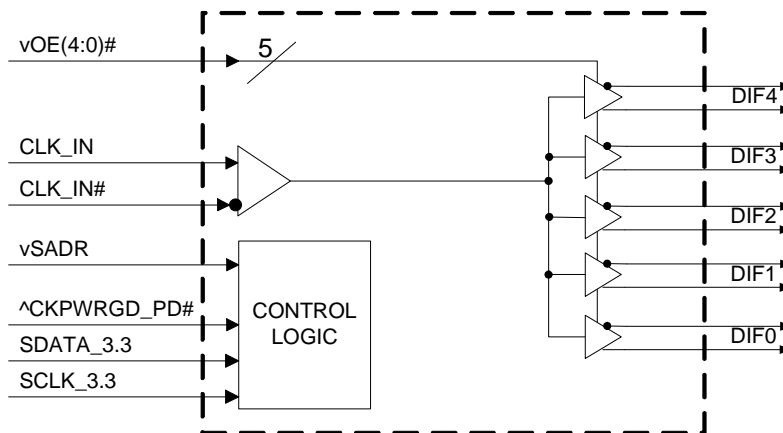 vOE(4:0)#
5
CLK_IN
CLK_IN#
vSADR
^CKPWRGD_PD#
SDATA_3.3
SCLK_3.3
CONTROL
LOGIC
DIF4
DIF3
DIF2
DIF1
DIF0